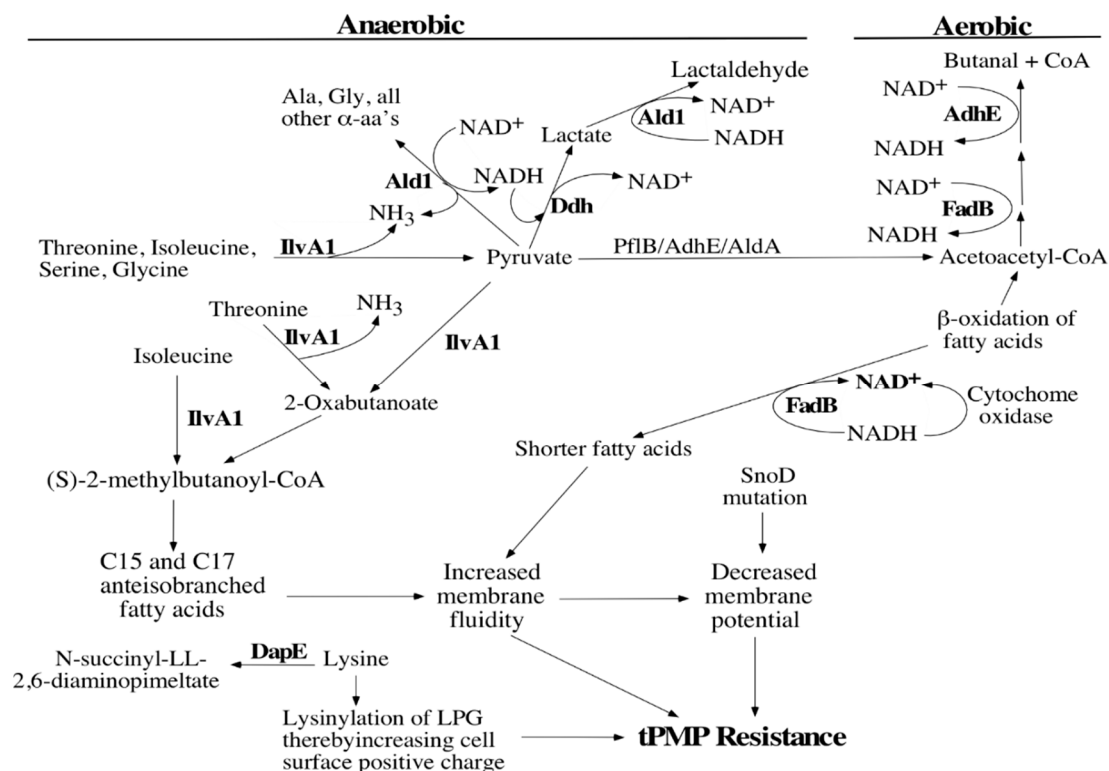 Anaerobic
Aerobic
Butanal + CoA
Lactaldehyde
NAD+
Ala, Gly, all
other α-aa's
NAD+
Ald1
NAD+
AdhE
Lactate
NADH
NADH
Ald1
NADH
NAD+
NAD+
Ddh
FadB
NH3
NADH
Threonine, Isoleucine,
Serine, Glycine
IlvA1
Pyruvate
PflB/AdhE/AldA
Acetoacetyl-CoA
Threonine
NH3
IlvA1
IlvA1
β-oxidation of
fatty acids
Isoleucine
IlvA1
2-Oxabutanoate
NAD+
FadB
NADH
Cytochome
oxidase
Shorter fatty acids
(S)-2-methylbutanoyl-CoA
SnoD
mutation
C15 and C17
anteisobranched
fatty acids
Increased
membrane
fluidity
Decreased
membrane
potential
N-succinyl-LL-
2,6-diaminopimeltate
DapE
Lysine
Lysinylation of LPG
therebyincreasing cell
surface positive charge
tPMP Resistance